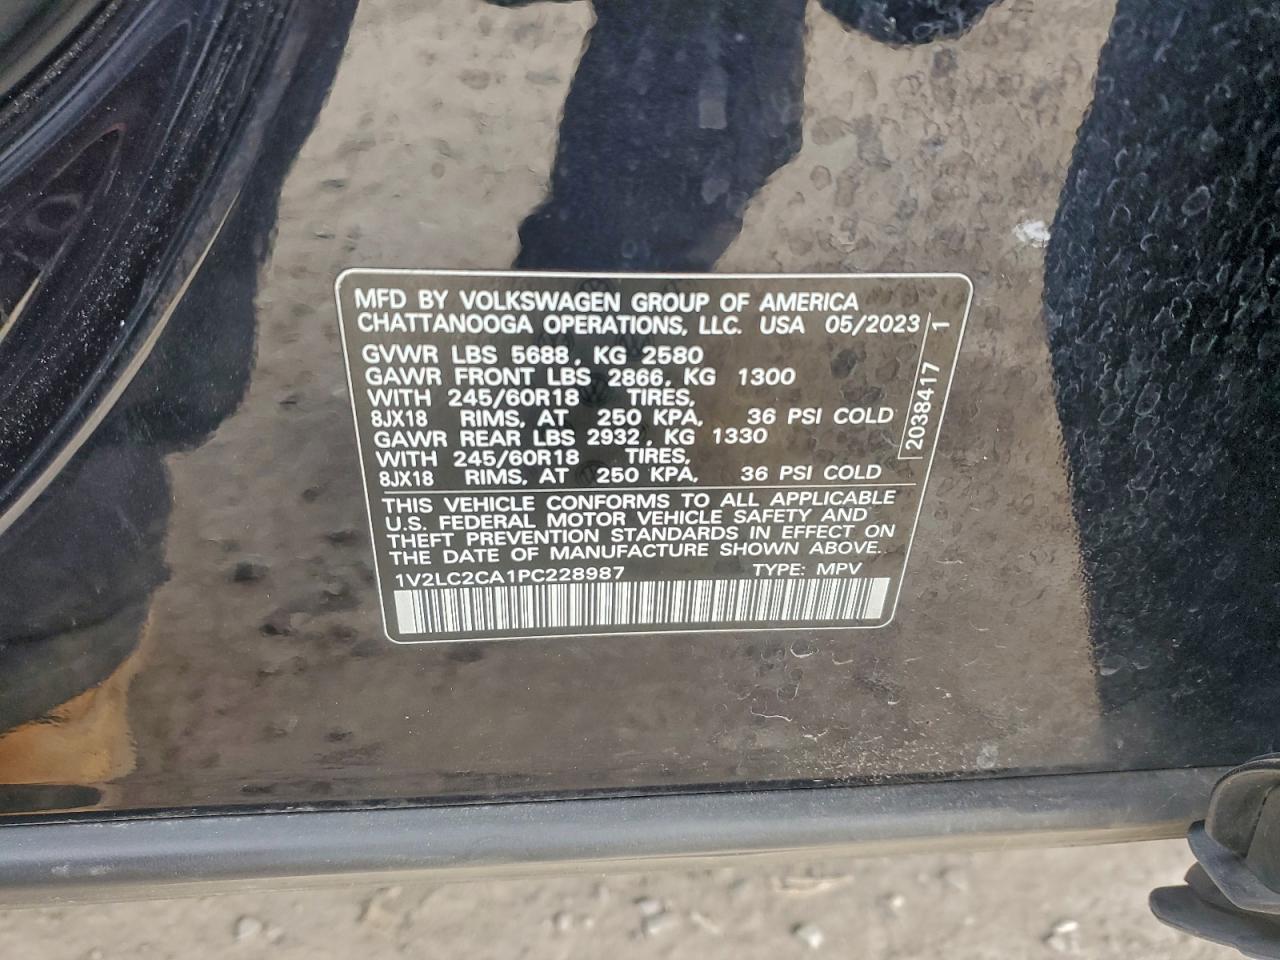 MFD BY VOLKSWAGEN GROUP OF AMERICA
CHATTANOOGA OPERATIONS, LLC. USA 05/2023
GVWR LBS 5688, KG 2580
GAWR FRONT LBS 2866, KG 1300
WITH 245/60R18 TIRES,
8JX18 RIMS, AT 250 KPA, 36 PSI COLD
GAWR REAR LBS 2932, KG 1330
WITH 245/60R18 TIRES,
8JX18 RIMS, AT 250 KPA, 36 PSI COLD
THIS VEHICLE CONFORMS TO ALL APPLICABLE
U.S. FEDERAL MOTOR VEHICLE SAFETY AND
THEFT PREVENTION STANDARDS IN EFFECT ON
THE DATE OF MANUFACTURE SHOWN ABOVE.
1V2LC2CA1PC228987 TYPE: MPV
2038417 1